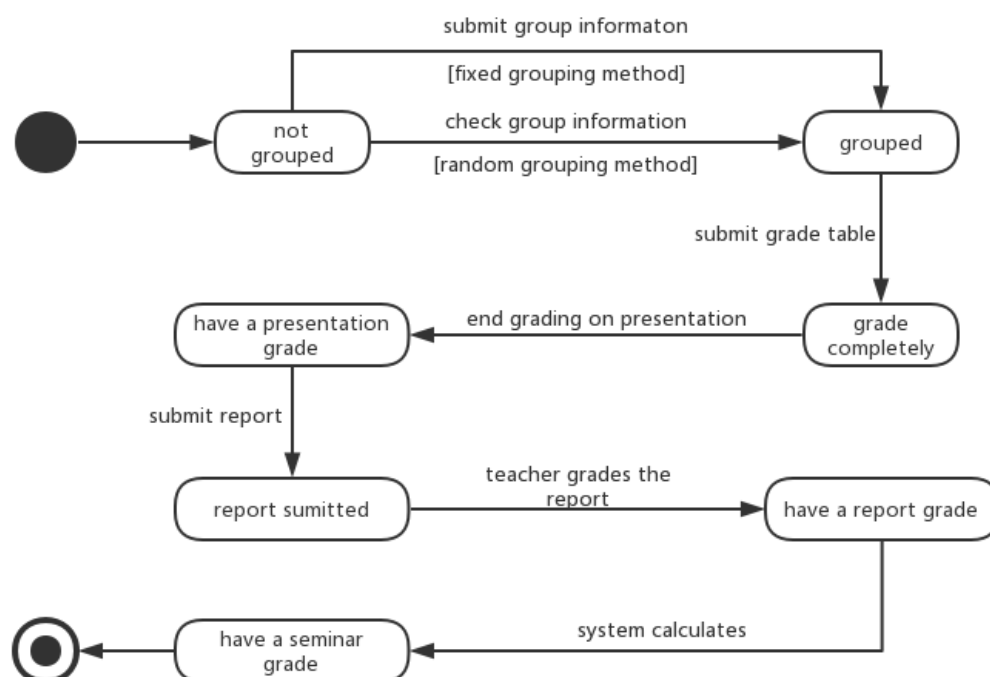 submit group informaton
[fixed grouping method]
not
grouped
check group information
[random grouping method]
grouped
submit grade table
have a presentation
grade
end grading on presentation
grade
completely
submit report
report sumitted
teacher grades the
report
have a report grade
have a seminar
grade
system calculates